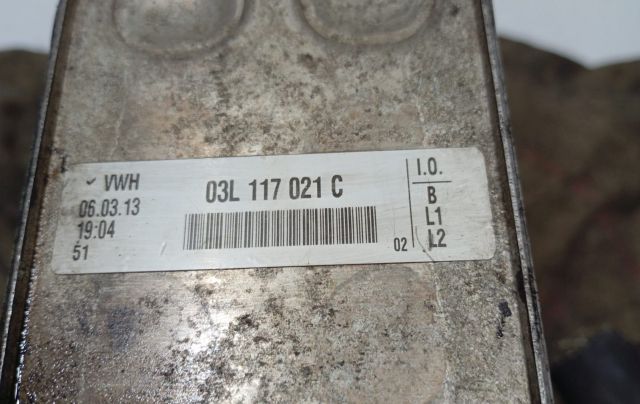 ✓ VWH
06.03.13
19:04
51
03L 117 021 C
02
I.O.
B
L1
L2